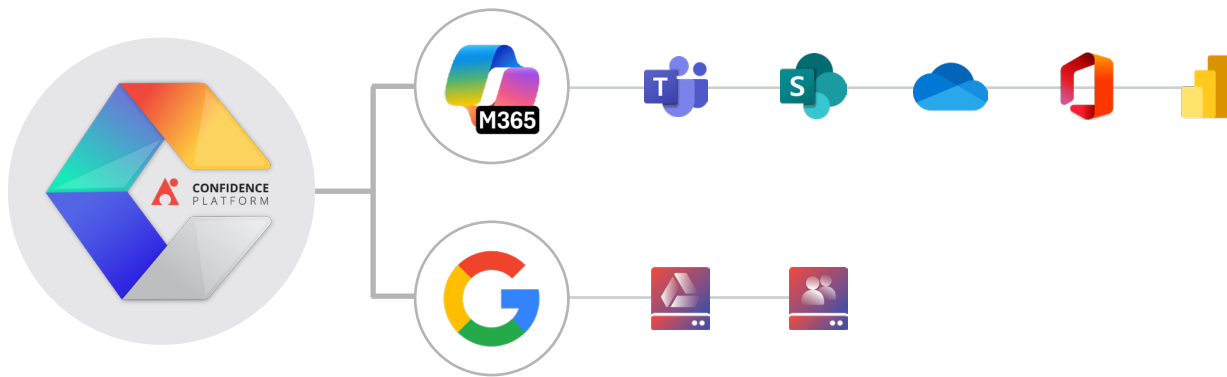 M365
T
S
CONFIDENCE
PLATFORM